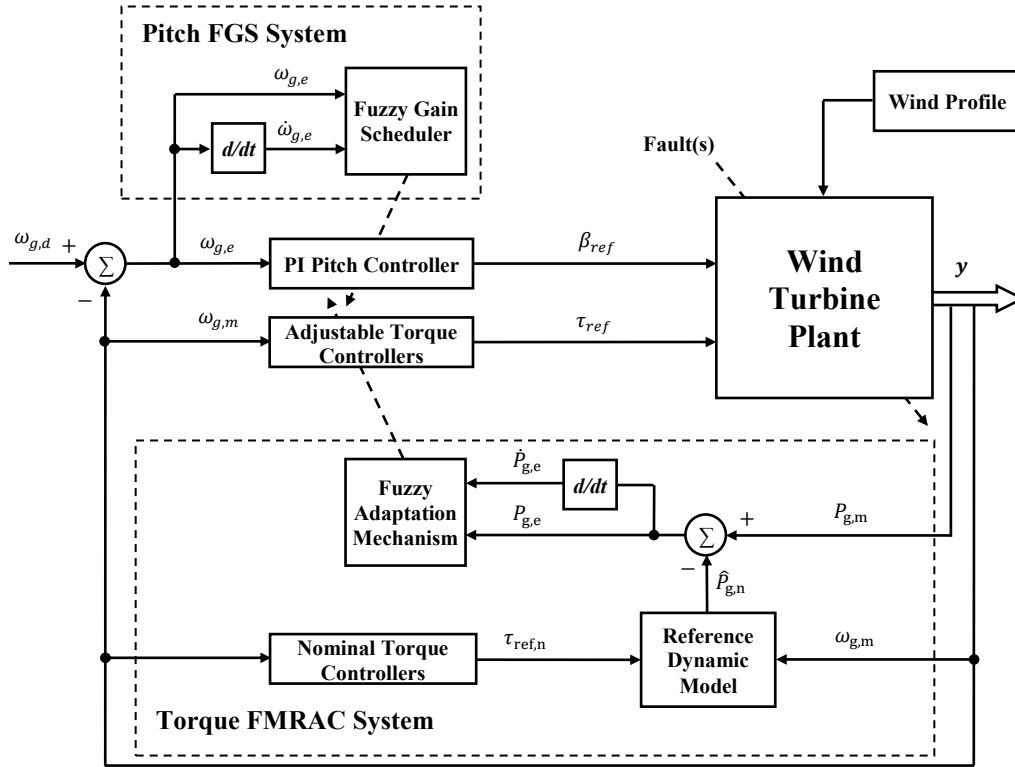 Pitch FGS System
ω_{g,e}
Fuzzy Gain
Scheduler
d/dt
ω̇_{g,e}
Wind Profile
Fault(s)
ω_{g,d}
+
∑
−
ω_{g,e}
PI Pitch Controller
β_{ref}
Wind
Turbine
Plant
y
ω_{g,m}
Adjustable Torque
Controllers
τ_{ref}
Fuzzy
Adaptation
Mechanism
Ṗ_{g,e}
d/dt
P_{g,e}
∑
+
−
P_{g,m}
P̂_{g,n}
Nominal Torque
Controllers
τ_{ref,n}
Reference
Dynamic
Model
ω_{g,m}
Torque FMRAC System